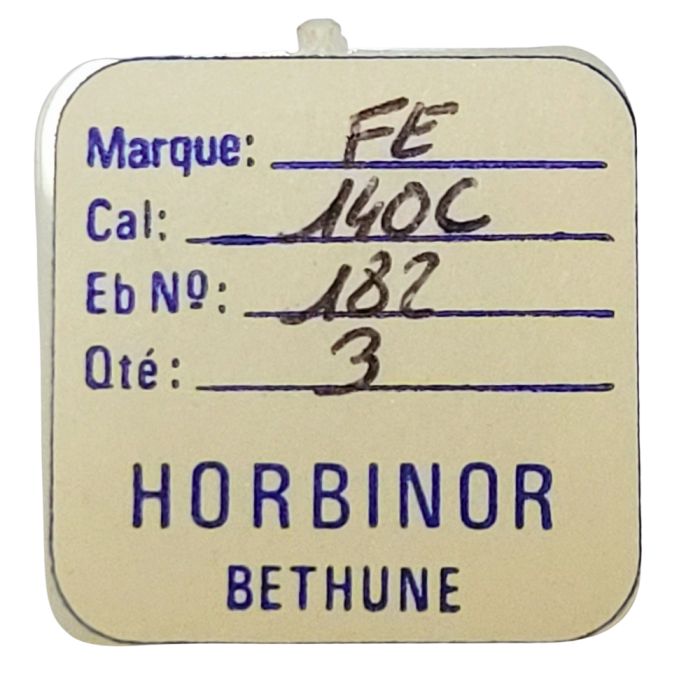 Marque: FE
Cal: 140C
Eb Nº: 182
Qté: 3
HORBINOR
BETHUNE